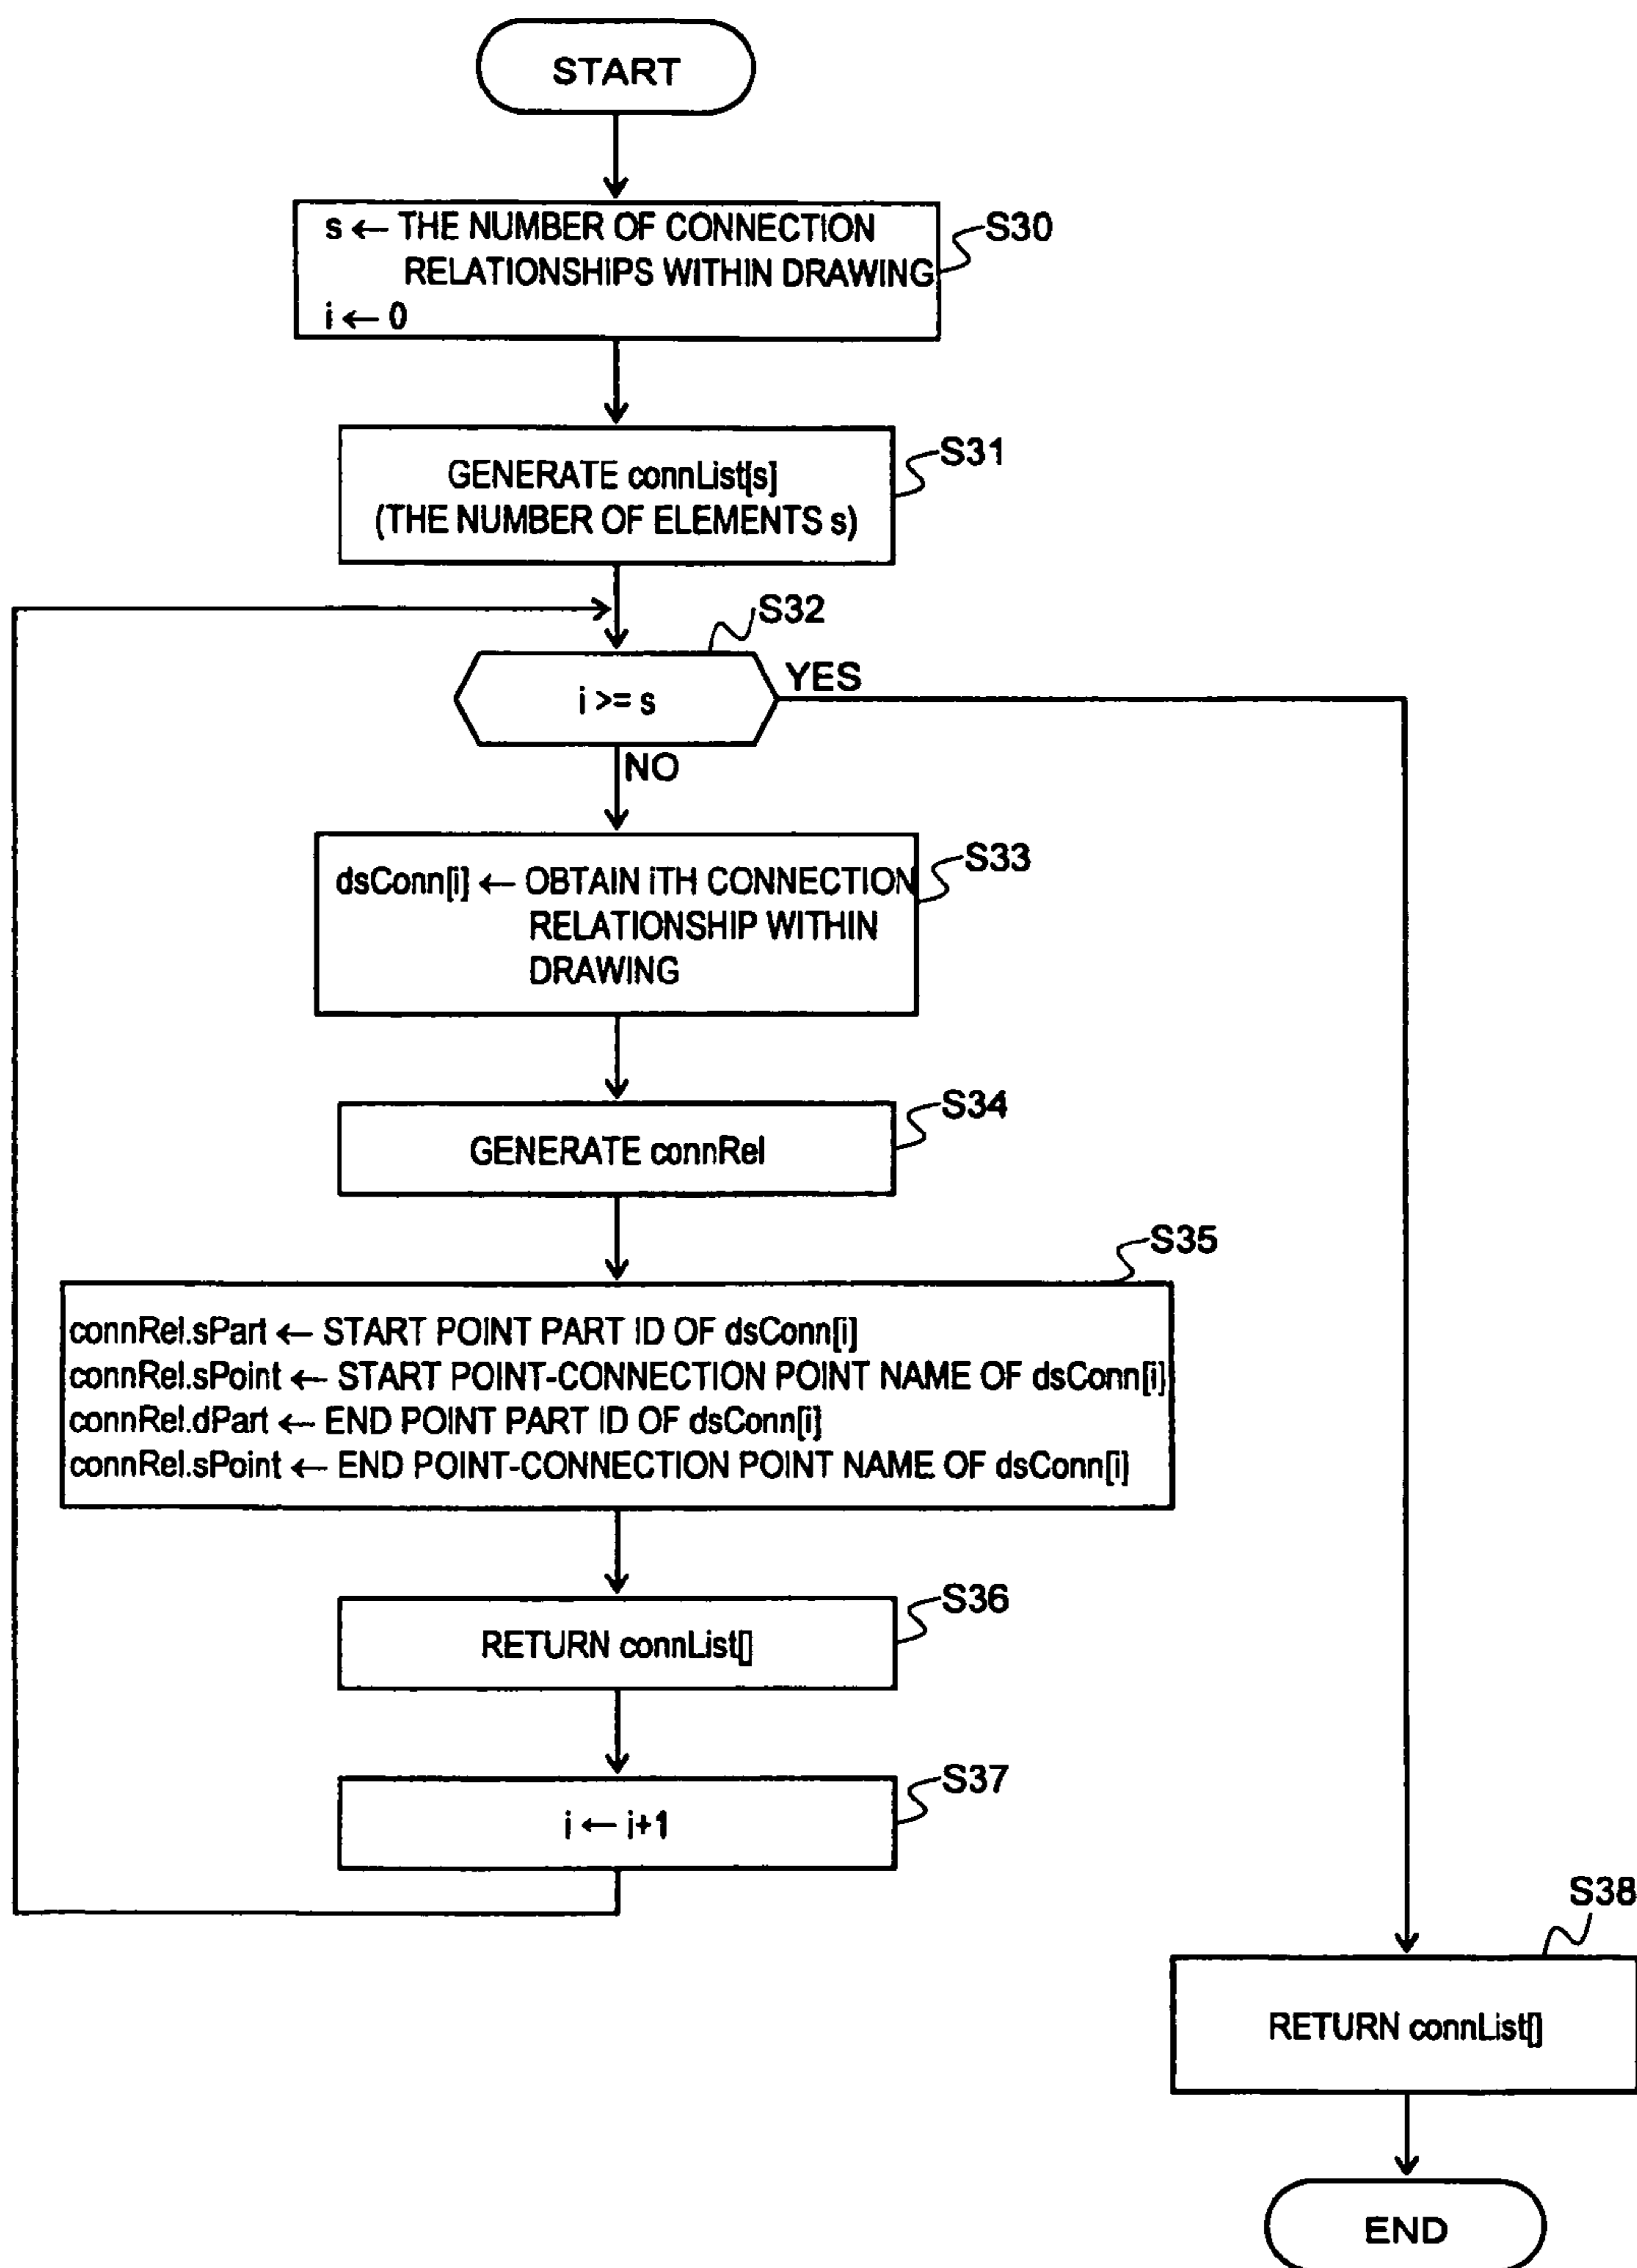 START
s ← THE NUMBER OF CONNECTION
RELATIONSHIPS WITHIN DRAWING
i ← 0
S30
GENERATE connList[s]
(THE NUMBER OF ELEMENTS s)
S31
S32
i >= s
YES
NO
dsConn[i] ← OBTAIN iTH CONNECTION
RELATIONSHIP WITHIN
DRAWING
S33
GENERATE connRel
S34
S35
connRel.sPart ← START POINT PART ID OF dsConn[i]
connRel.sPoint ← START POINT-CONNECTION POINT NAME OF dsConn[i]
connRel.dPart ← END POINT PART ID OF dsConn[i]
connRel.sPoint ← END POINT-CONNECTION POINT NAME OF dsConn[i]
RETURN connList[]
S36
i ← i+1
S37
S38
RETURN connList[]
END